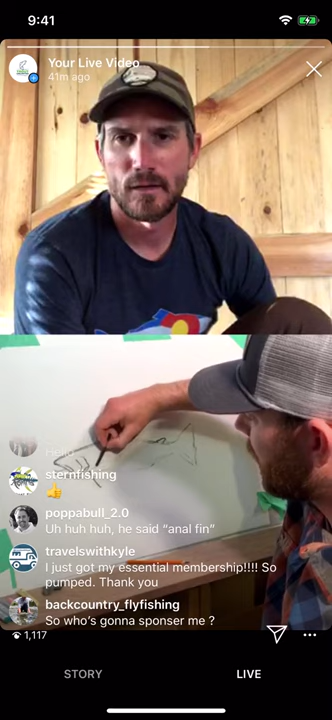 9:41
Your Live Video
41m ago
Hello
sternfishing
👍
poppabull_2.0
Uh huh huh, he said “anal fin”
travelswithkyle
I just got my essential membership!!!! So
pumped. Thank you
backcountry_flyfishing
So who’s gonna sponser me ?
1,117
STORY
LIVE